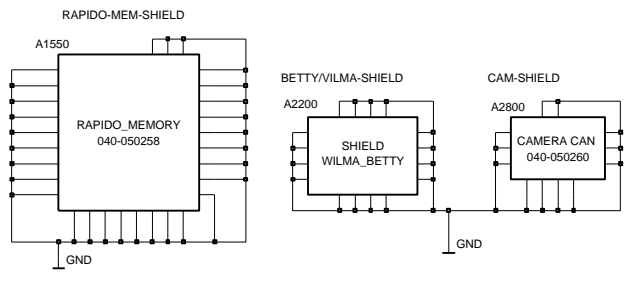 RAPIDO-MEM-SHIELD
A1550
RAPIDO_MEMORY
040-050258
GND
BETTY/VILMA-SHIELD
A2200
SHIELD
WILMA_BETTY
CAM-SHIELD
A2800
CAMERA CAN
040-050260
GND